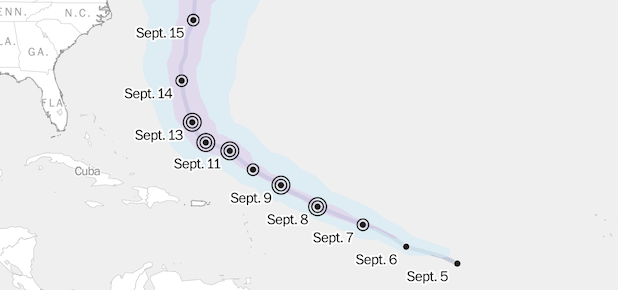 ENN.
N.C.
LA.
GA.
FLA.
Cuba
Sept. 15
Sept. 14
Sept. 13
Sept. 11
Sept. 9
Sept. 8
Sept. 7
Sept. 6
Sept. 5